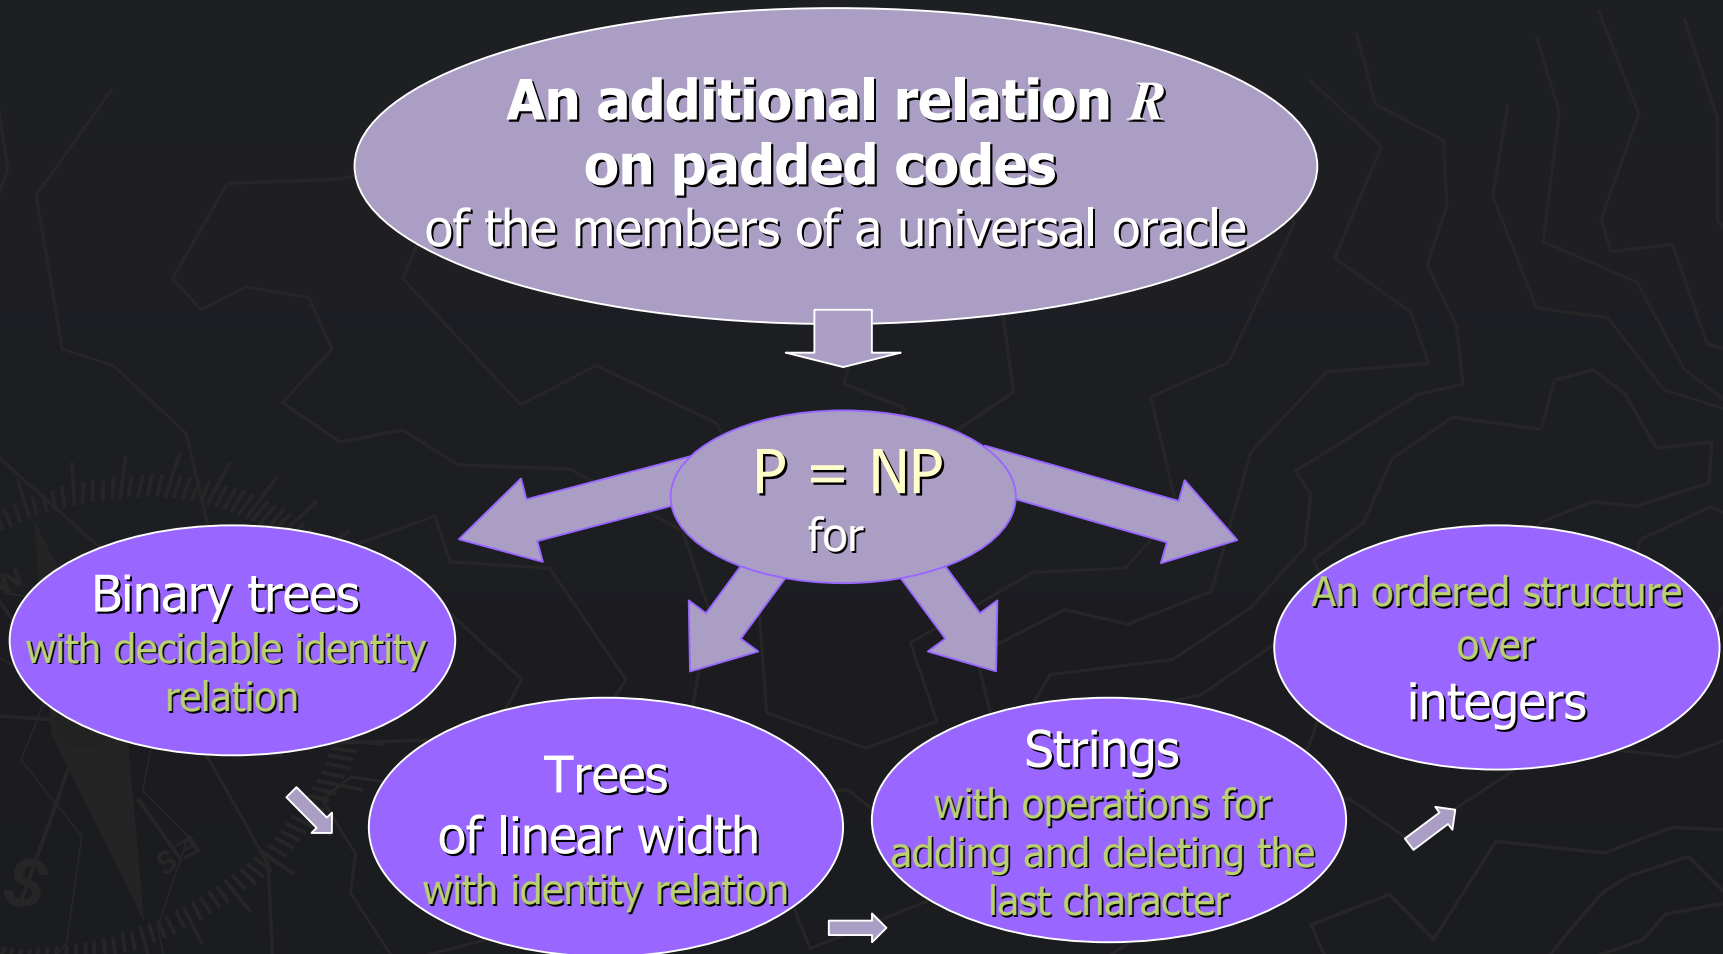 An additional relation R
on padded codes
of the members of a universal oracle
P = NP
for
Binary trees
with decidable identity
relation
Trees
of linear width
with identity relation
Strings
with operations for
adding and deleting the
last character
An ordered structure
over
integers